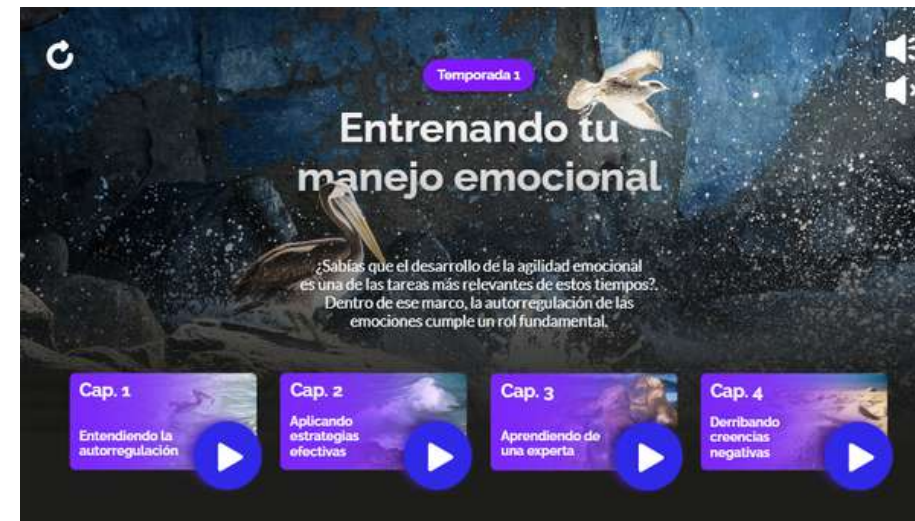 Temporada 1
Entrenando tu
manejo emocional
¿Sabías que el desarrollo de la agilidad emocional
es una de las tareas más relevantes de estos tiempos?.
Dentro de ese marco, la autorregulación de las
emociones cumple un rol fundamental.
Cap. 1
Entendiendo la
autorregulación
Cap. 2
Aplicando
estrategias
efectivas
Cap. 3
Aprendiendo de
una experta
Cap. 4
Derribando
creencias
negativas